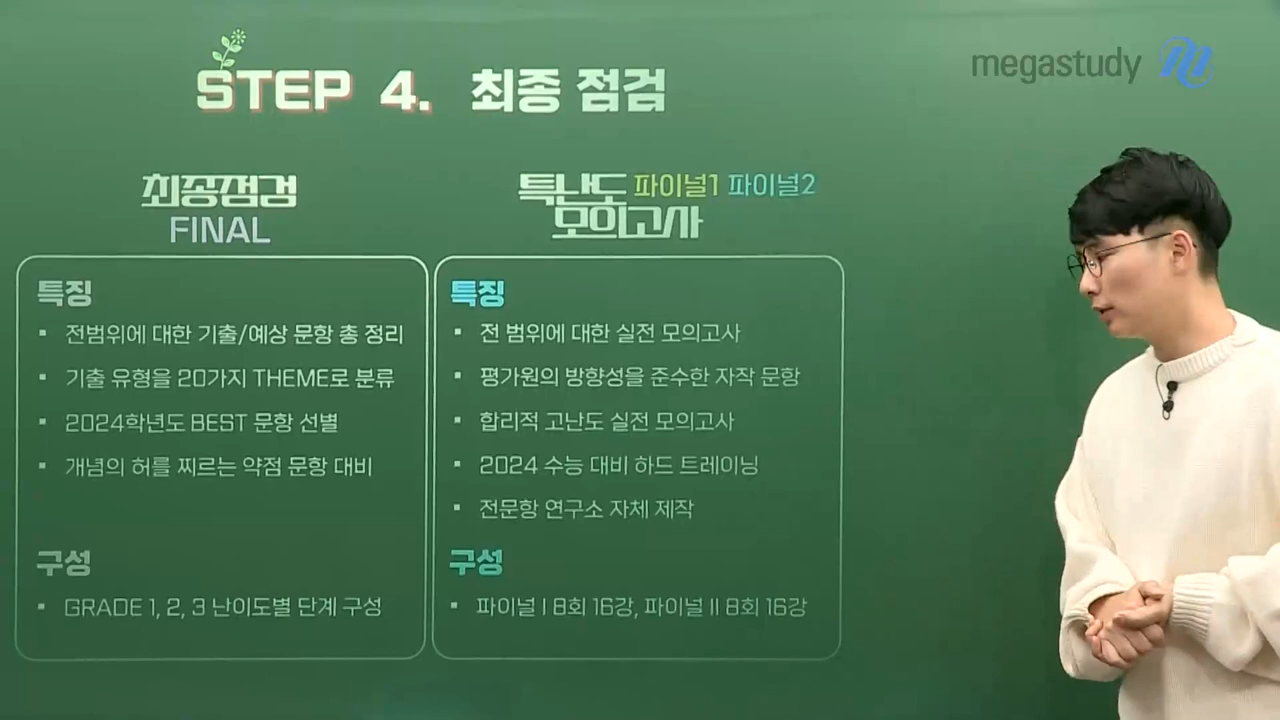 megastudy
STEP 4. 최종 점검
최종점검
FINAL
특징
▪ 전범위에 대한 기출/예상 문항 총 정리
▪ 기출 유형을 20가지 THEME로 분류
▪ 2024학년도 BEST 문항 선별
▪ 개념의 허를 찌르는 약점 문항 대비
구성
▪ GRADE 1, 2, 3 난이도별 단계 구성
특난도 파이널1 파이널2
모의고사
특징
▪ 전 범위에 대한 실전 모의고사
▪ 평가원의 방향성을 준수한 자작 문항
▪ 합리적 고난도 실전 모의고사
▪ 2024 수능 대비 하드 트레이닝
▪ 전문항 연구소 자체 제작
구성
▪ 파이널 I 8회 16강, 파이널 II 8회 16강